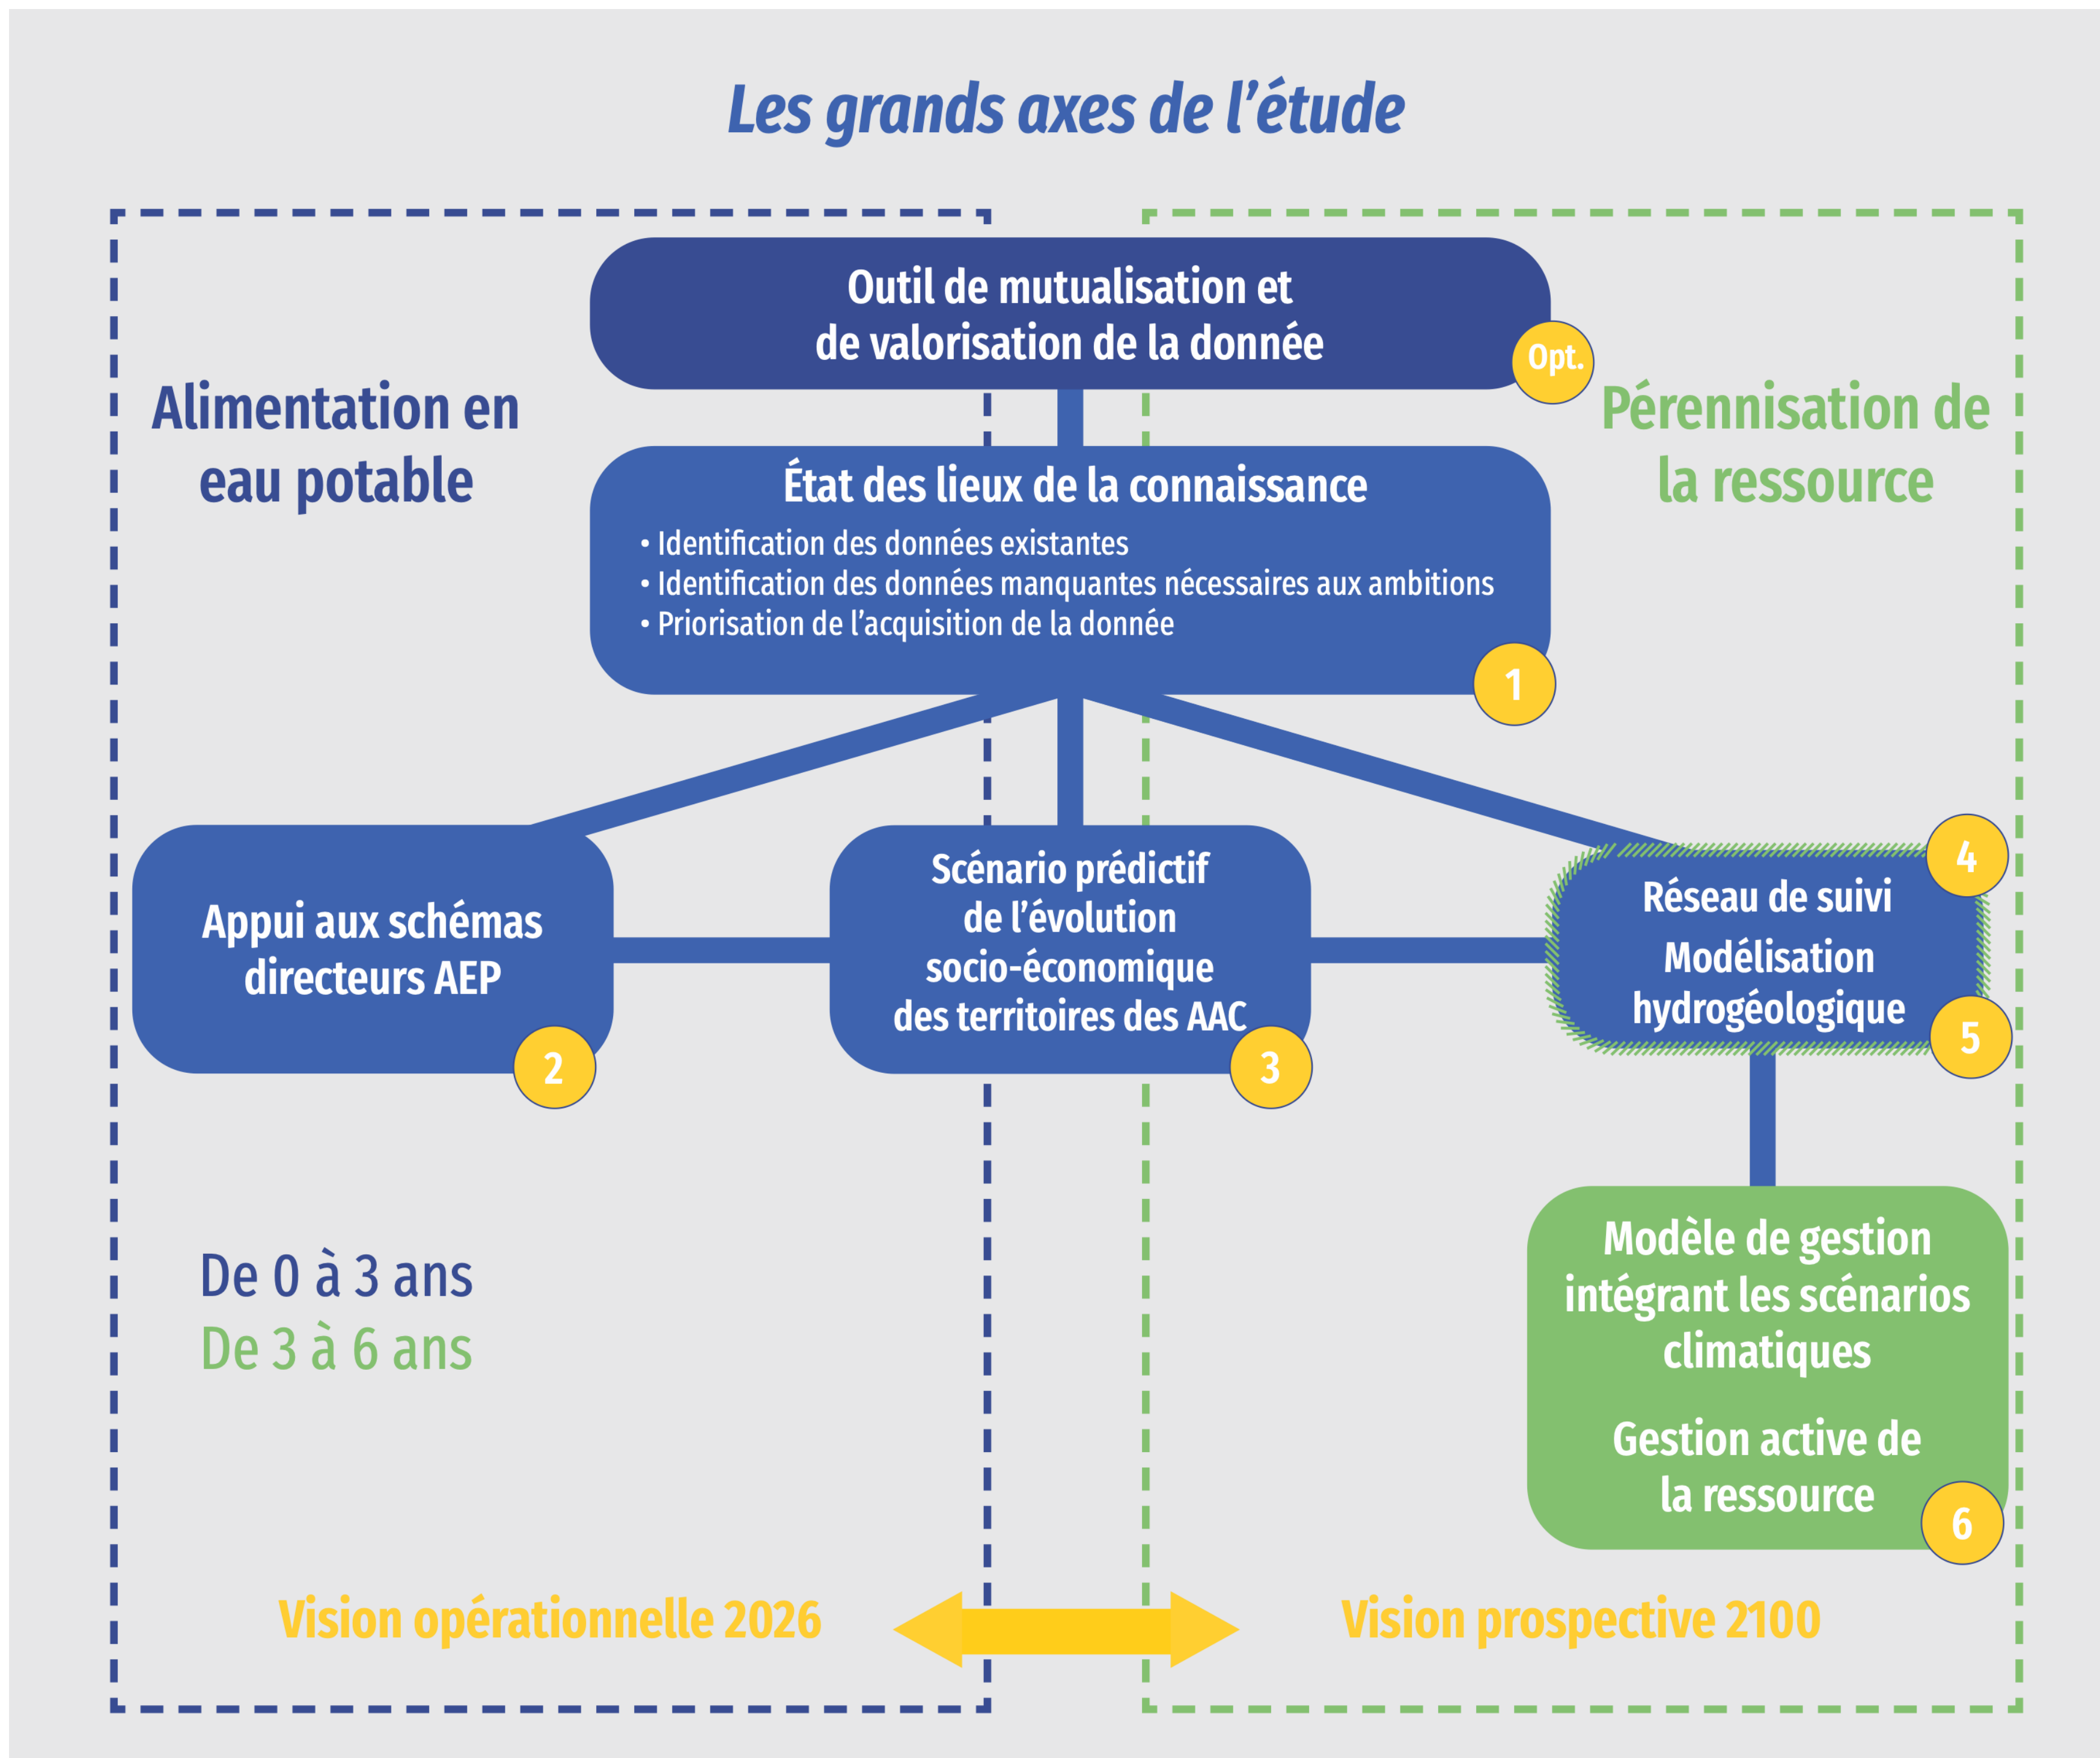 Les grands axes de l’étude
Outil de mutualisation et
de valorisation de la donnée
Opt.
Alimentation en
eau potable
Pérennisation de
la ressource
État des lieux de la connaissance
• Identification des données existantes
• Identification des données manquantes nécessaires aux ambitions
• Priorisation de l’acquisition de la donnée
1
Appui aux schémas
directeurs AEP
2
Scénario prédictif
de l’évolution
socio-économique
des territoires des AAC
3
4
Réseau de suivi
Modélisation
hydrogéologique
5
De 0 à 3 ans
De 3 à 6 ans
Modèle de gestion
intégrant les scénarios
climatiques
Gestion active de
la ressource
6
Vision opérationnelle 2026
Vision prospective 2100